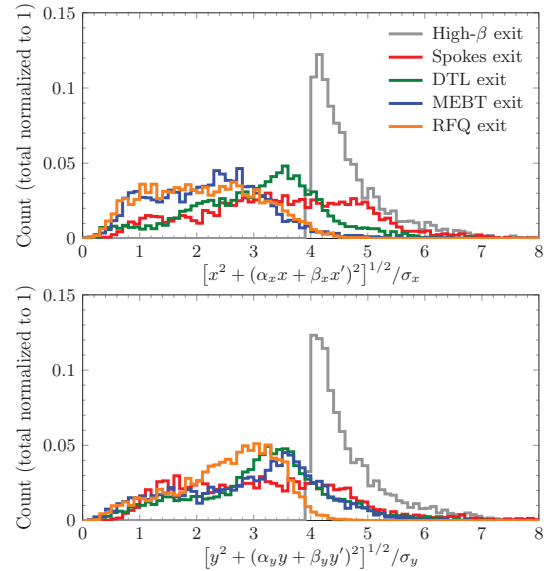 Count (total normalized to 1)
0.15
0.1
0.05
0
High-β exit
Spokes exit
DTL exit
MEBT exit
RFQ exit
0 1 2 3 4 5 6 7 8
[x² + (αₓx + βₓx′)²]^{1/2}/σₓ
Count (total normalized to 1)
0.15
0.1
0.05
0
0 1 2 3 4 5 6 7 8
[y² + (α_y y + β_y y′)²]^{1/2}/σ_y